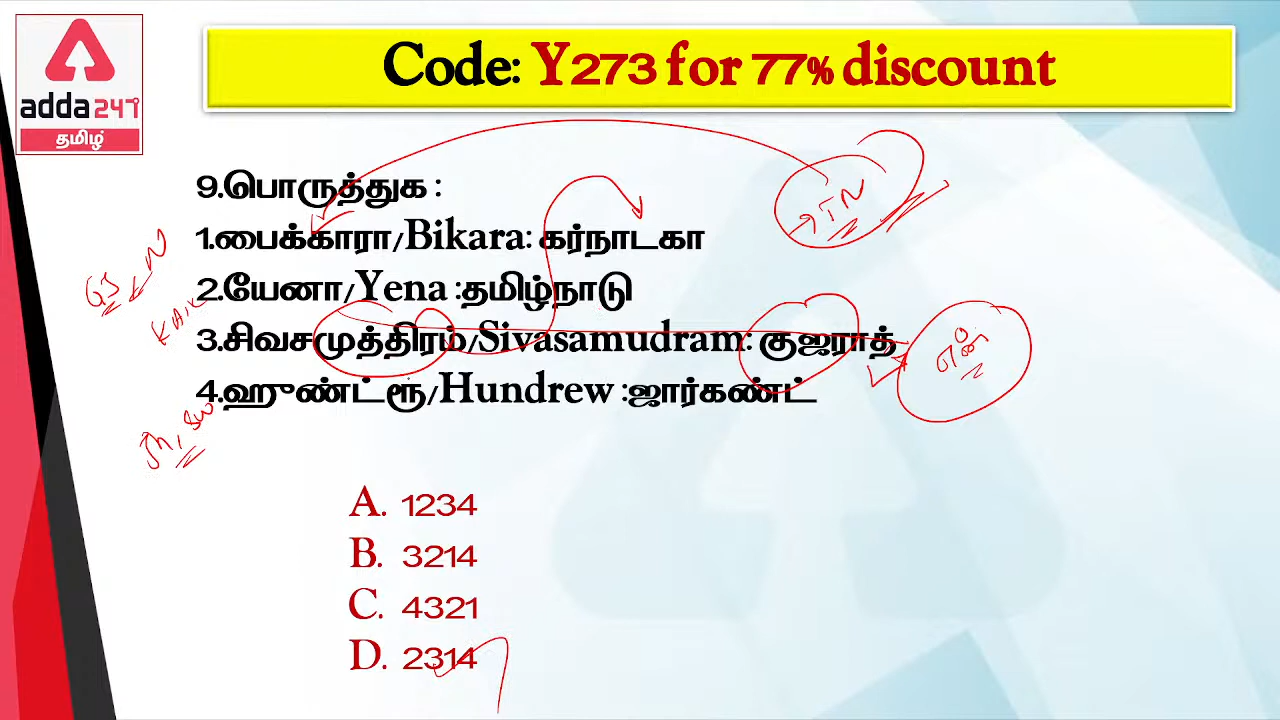 adda247
தமிழ்
Code: Y273 for 77% discount
9.பொருத்துக :
1.பைக்காரா/Bikara: கர்நாடகா
2.யேனா/Yena :தமிழ்நாடு
3.சிவசமுத்திரம்/Sivasamudram: குஜராத்
4.ஹுண்ட்ரூ/Hundrew :ஜார்கண்ட்
TN
A. 1234
B. 3214
C. 4321
D. 2314